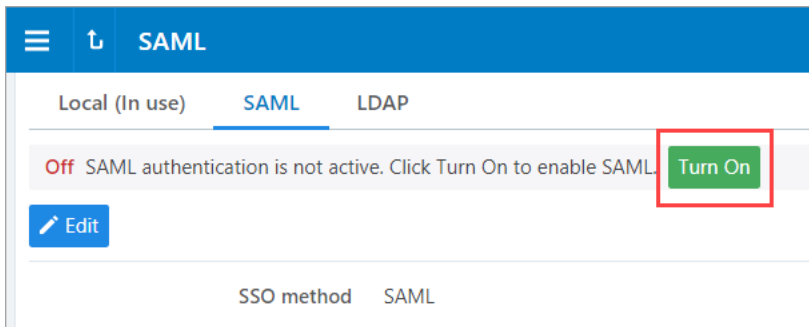 SAML
Local (In use) SAML LDAP
Off SAML authentication is not active. Click Turn On to enable SAML. Turn On
Edit
SSO method SAML